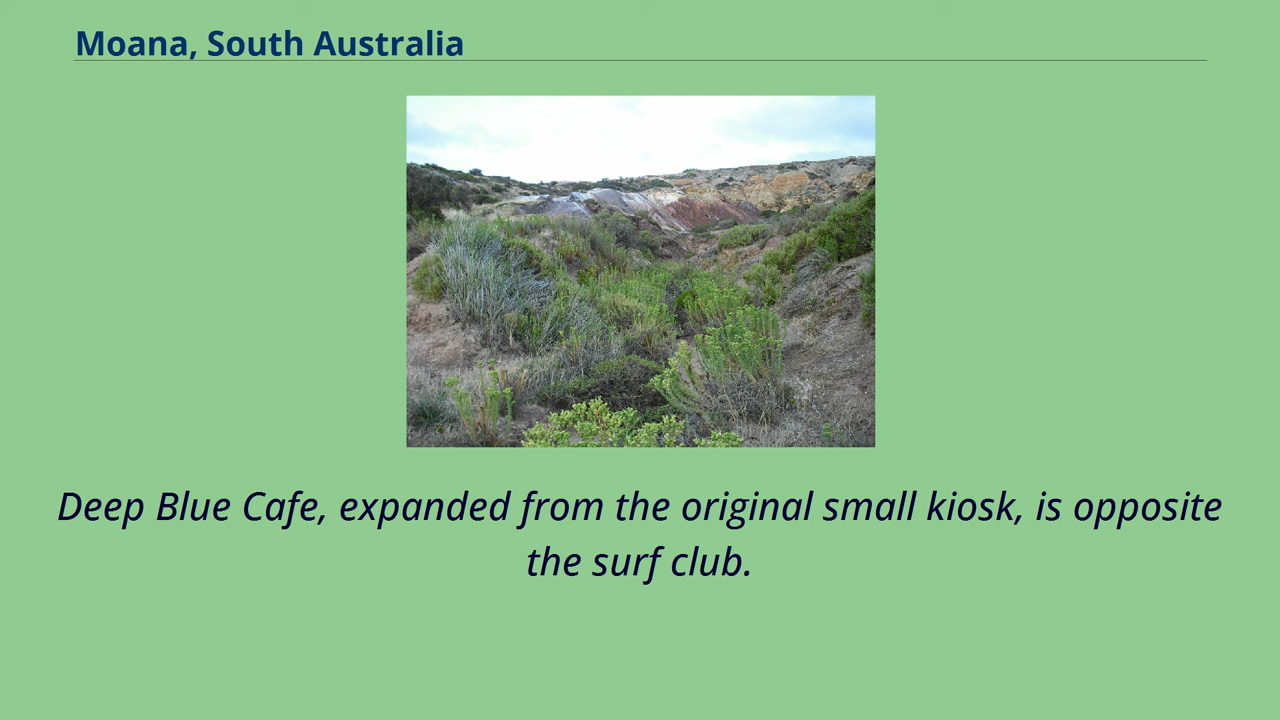 Moana, South Australia
Deep Blue Cafe, expanded from the original small kiosk, is opposite
the surf club.